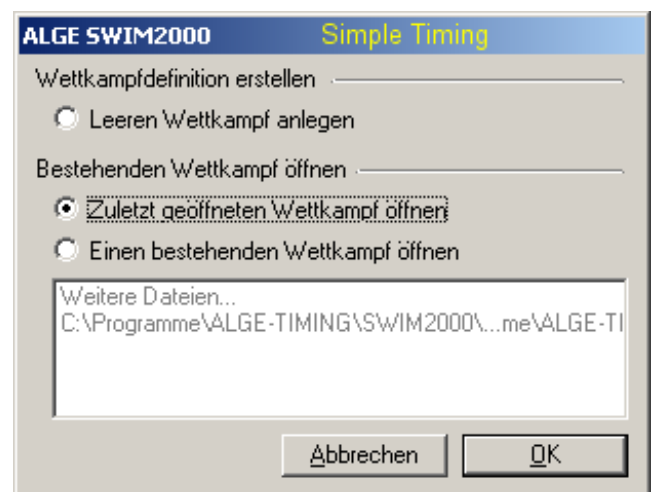 ALGE SWIM2000 Simple Timing
Wettkampfdefinition erstellen
Leeren Wettkampf anlegen
Bestehenden Wettkampf öffnen
Zuletzt geöffneten Wettkampf öffnen
Einen bestehenden Wettkampf öffnen
Weitere Dateien...
C:\Programme\ALGE-TIMING\SWIM2000\...me\ALGE-TI
Abbrechen OK